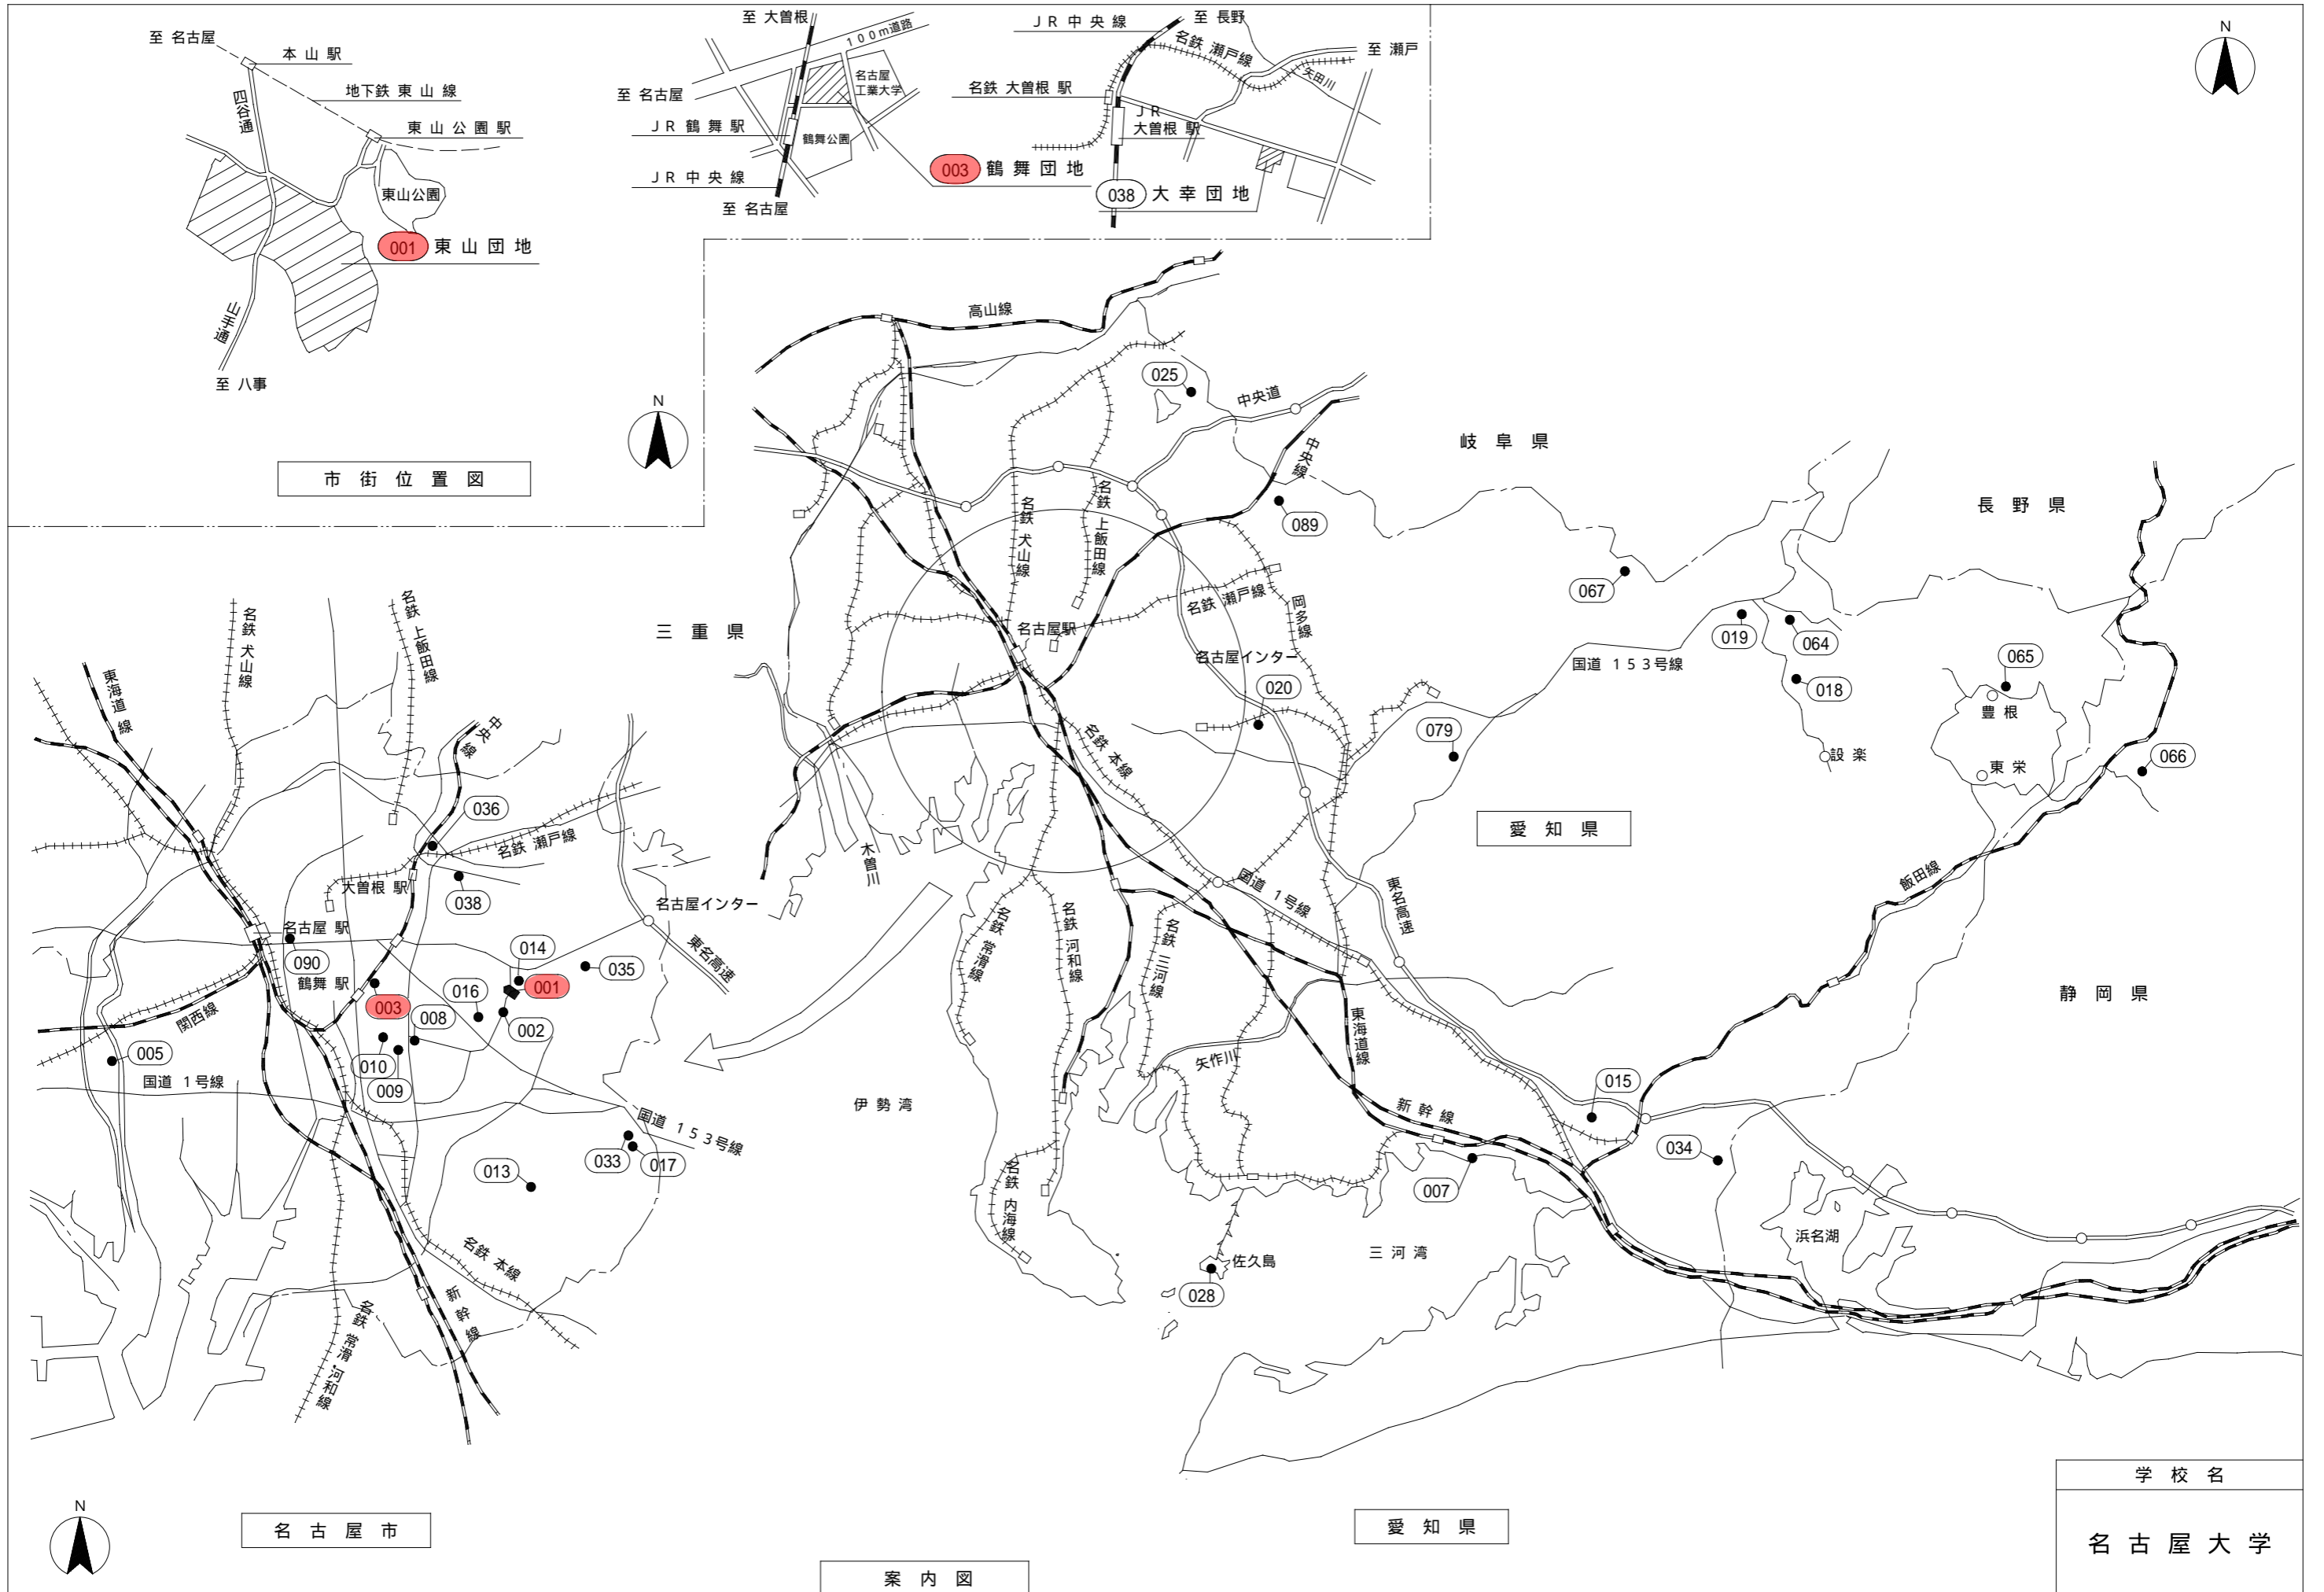 至 名古屋
本 山 駅
四谷通
地下鉄 東 山 線
東 山 公 園 駅
東山公園
001 東 山 団 地
山手通
至 八事
N
市 街 位 置 図
至 大曽根
100m道路
名古屋
工業大学
至 名古屋
JR 鶴 舞 駅
鶴舞公園
JR 中 央 線
至 名古屋
003 鶴 舞 団 地
JR 中 央 線
至 長野
名鉄 瀬戸線
至 瀬戸
矢田川
名鉄 大曽根 駅
JR
大曽根 駅
038 大 幸 団 地
N
高山線
025
中央道
中央線
岐 阜 県
089
長 野 県
名鉄 犬山線
名鉄 上飯田線
067
名鉄 瀬戸線
岡多線
三 重 県
名古屋駅
名古屋インター
019
064
国道 153号線
065
018
020
豊 根
079
設 楽
東 栄
066
名鉄 本線
愛 知 県
木曽川
飯田線
国道 1号線
東名高速
名鉄 常滑線
名鉄 河和線
名鉄 三河線
静 岡 県
東海道線
矢作川
015
伊 勢 湾
新 幹 線
034
007
名鉄 内海線
浜名湖
三 河 湾
佐久島
028
名鉄 犬山線
名鉄 上飯田線
東海道 線
中央 線
036
名鉄 瀬戸線
大曽根 駅
038
名古屋インター
名古屋 駅
090
014
東名高速
035
鶴舞 駅
016
001
003
008
002
関西線
005
010
009
国道 1号線
国道 153号線
033
017
013
名鉄 本線
新 幹 線
名鉄 常滑・河和線
N
名 古 屋 市
愛 知 県
案 内 図
学 校 名
名 古 屋 大 学